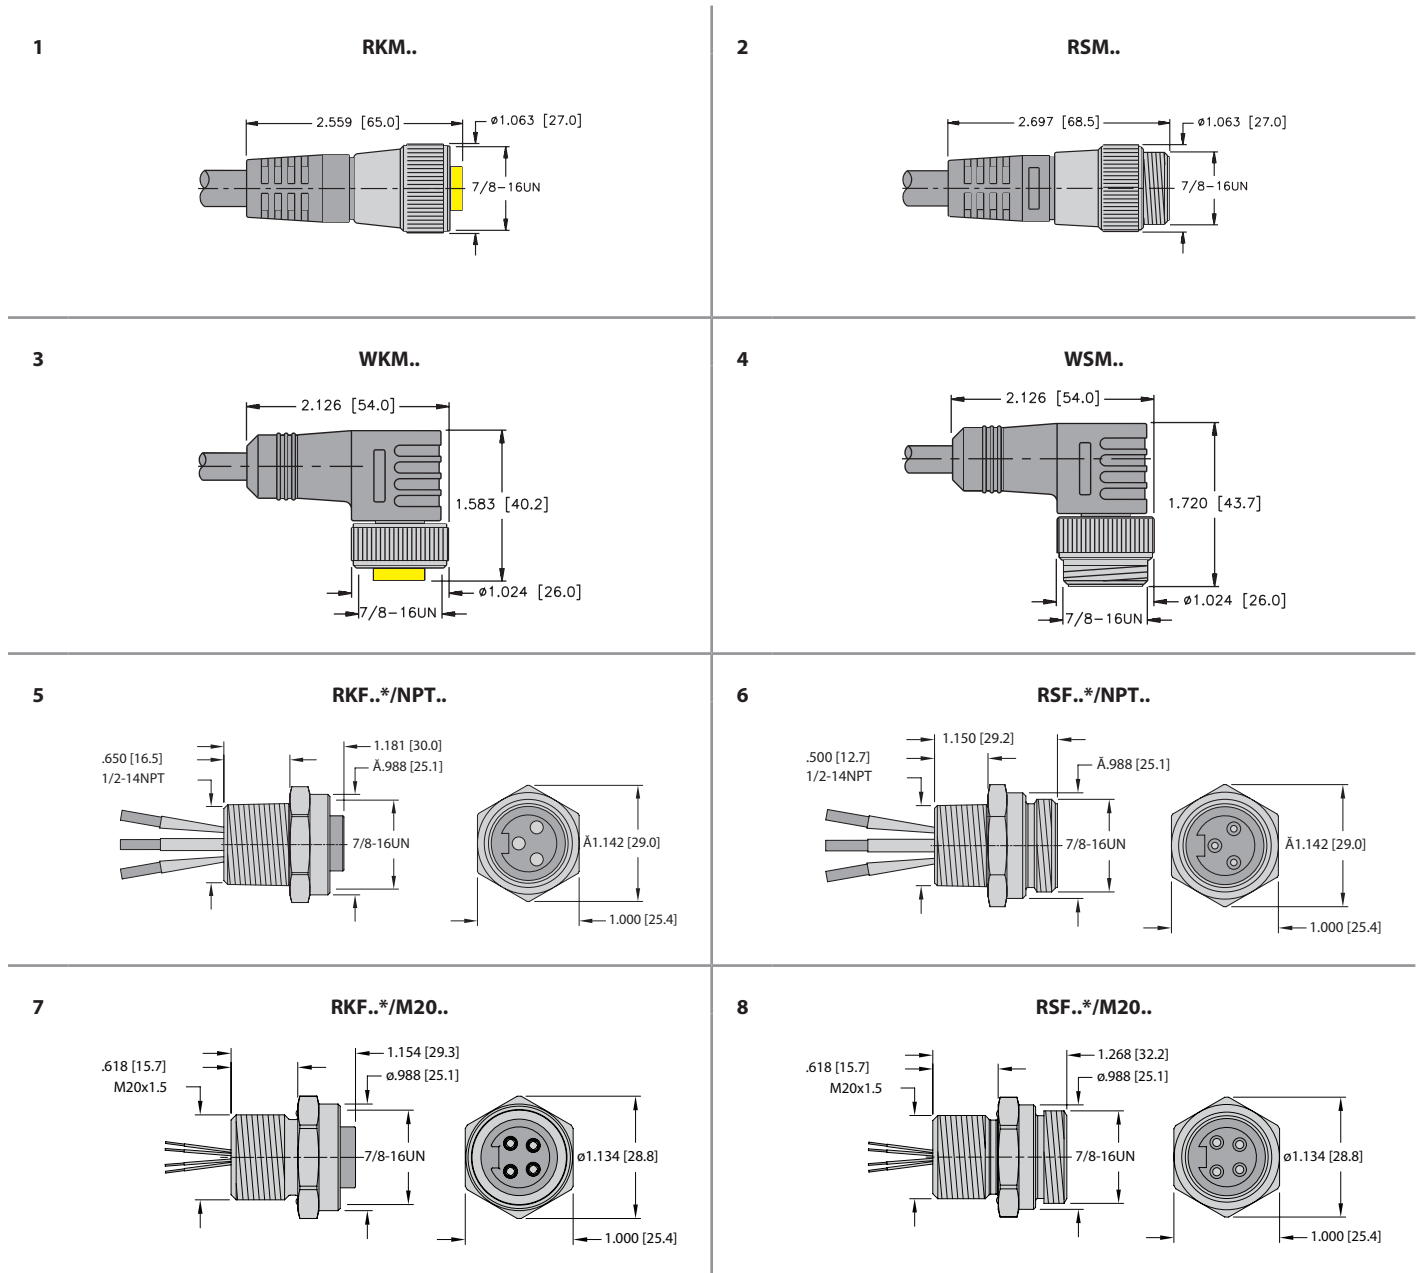 1
RKM..
2.559 [65.0]
ø1.063 [27.0]
7/8-16UN
2
RSM..
2.697 [68.5]
ø1.063 [27.0]
7/8-16UN
3
WKM..
2.126 [54.0]
1.583 [40.2]
ø1.024 [26.0]
7/8-16UN
4
WSM..
2.126 [54.0]
1.720 [43.7]
ø1.024 [26.0]
7/8-16UN
5
RKF..*/NPT..
.650 [16.5]
1/2-14NPT
1.181 [30.0]
Ă.988 [25.1]
7/8-16UN
Ă1.142 [29.0]
1.000 [25.4]
6
RSF..*/NPT..
.500 [12.7]
1/2-14NPT
1.150 [29.2]
Ă.988 [25.1]
7/8-16UN
Ă1.142 [29.0]
1.000 [25.4]
7
RKF..*/M20..
.618 [15.7]
M20x1.5
1.154 [29.3]
ø.988 [25.1]
7/8-16UN
ø1.134 [28.8]
1.000 [25.4]
8
RSF..*/M20..
.618 [15.7]
M20x1.5
1.268 [32.2]
ø.988 [25.1]
7/8-16UN
ø1.134 [28.8]
1.000 [25.4]